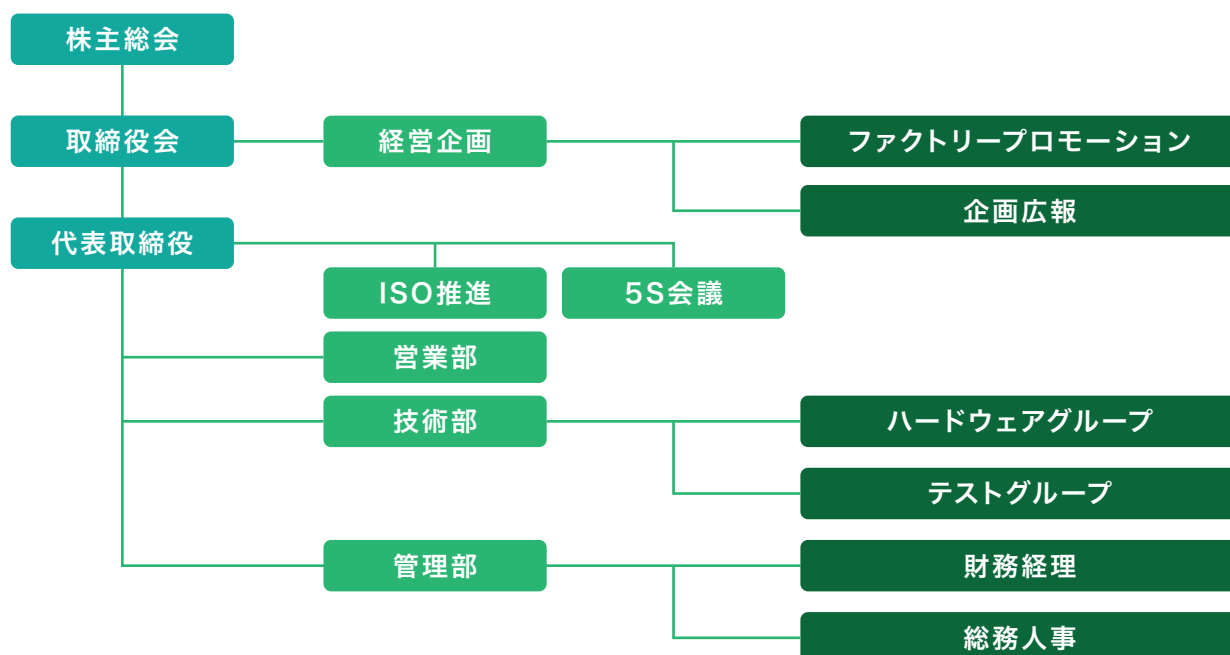 株主総会
取締役会
経営企画
ファクトリープロモーション
企画広報
代表取締役
ISO推進
5S会議
営業部
技術部
ハードウェアグループ
テストグループ
管理部
財務経理
総務人事